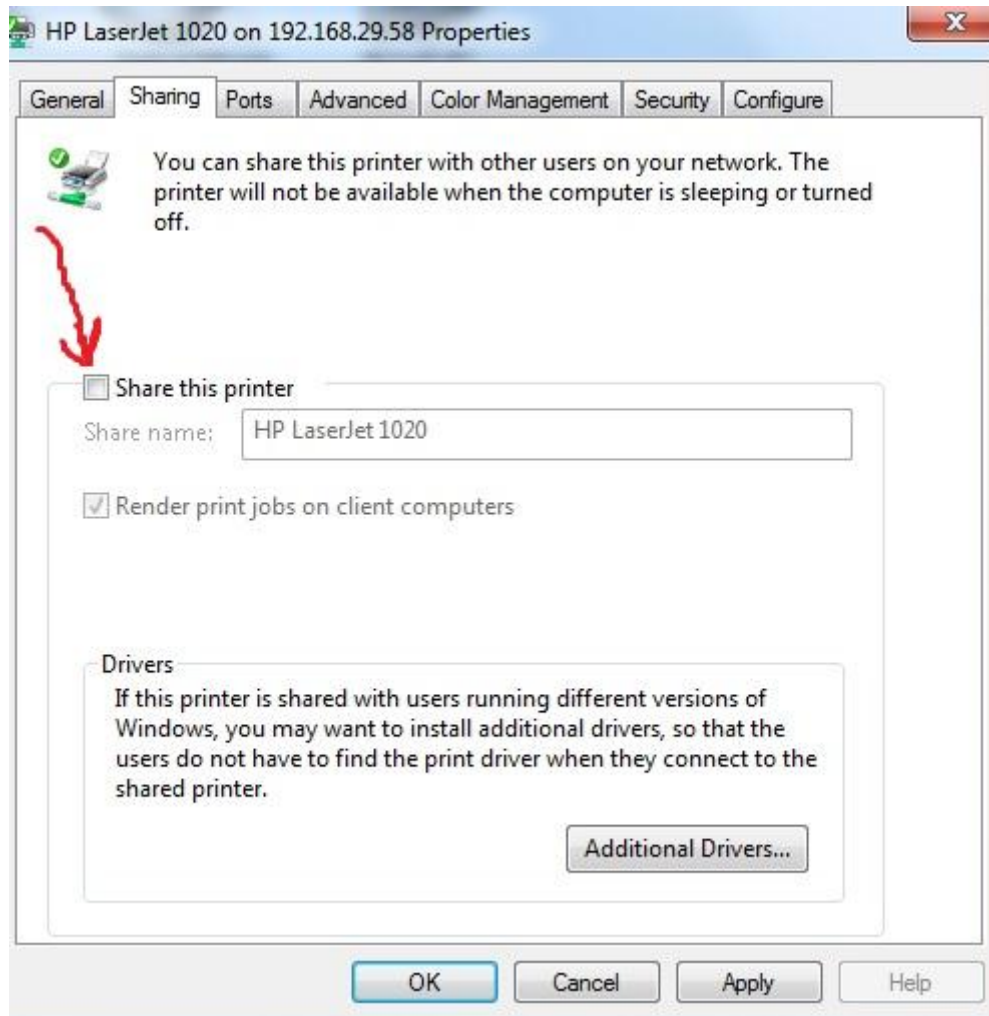 HP LaserJet 1020 on 192.168.29.58 Properties
General Sharing Ports Advanced Color Management Security Configure
You can share this printer with other users on your network. The
printer will not be available when the computer is sleeping or turned
off.
Share this printer
Share name: HP LaserJet 1020
Render print jobs on client computers
Drivers
If this printer is shared with users running different versions of
Windows, you may want to install additional drivers, so that the
users do not have to find the print driver when they connect to the
shared printer.
Additional Drivers...
OK Cancel Apply Help